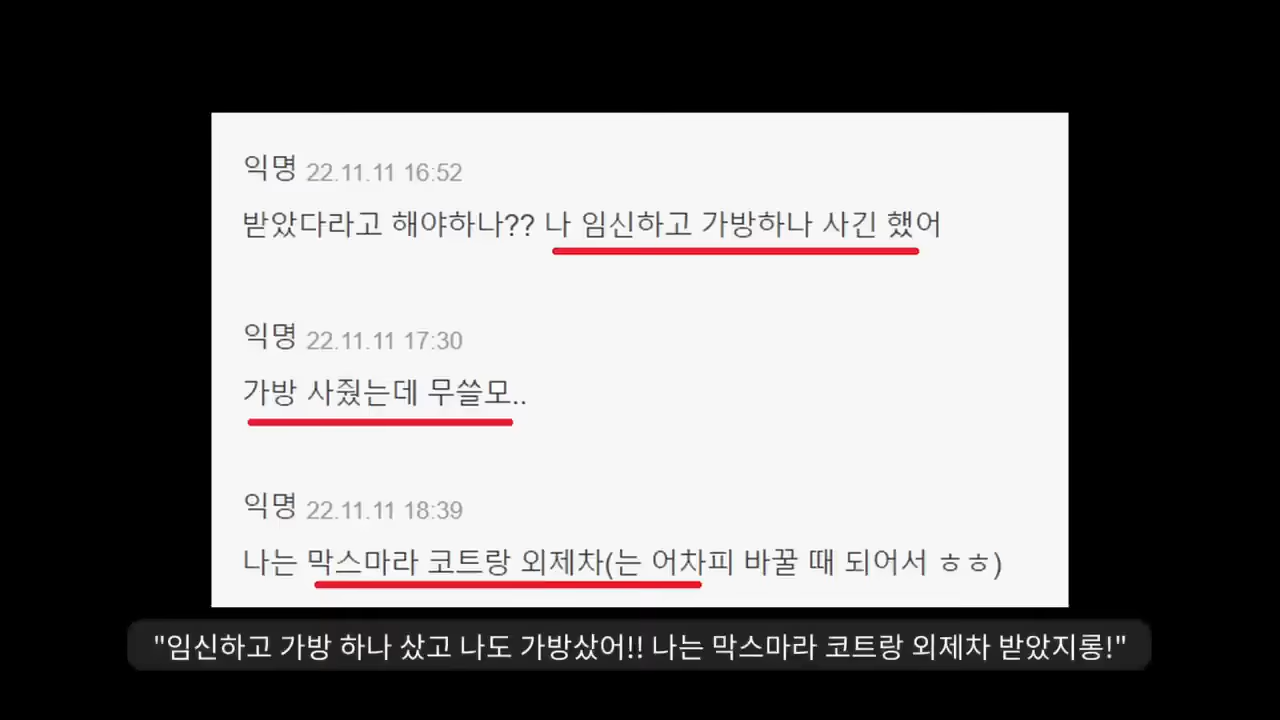 익명 22.11.11 16:52
받았다라고 해야하나?? 나 임신하고 가방하나 사긴 했어
익명 22.11.11 17:30
가방 사줬는데 무쓸모..
익명 22.11.11 18:39
나는 막스마라 코트랑 외제차(는 어차피 바꿀 때 되어서 ㅎㅎ)
"임신하고 가방 하나 샀고 나도 가방샀어!! 나는 막스마라 코트랑 외제차 받았지롱!"